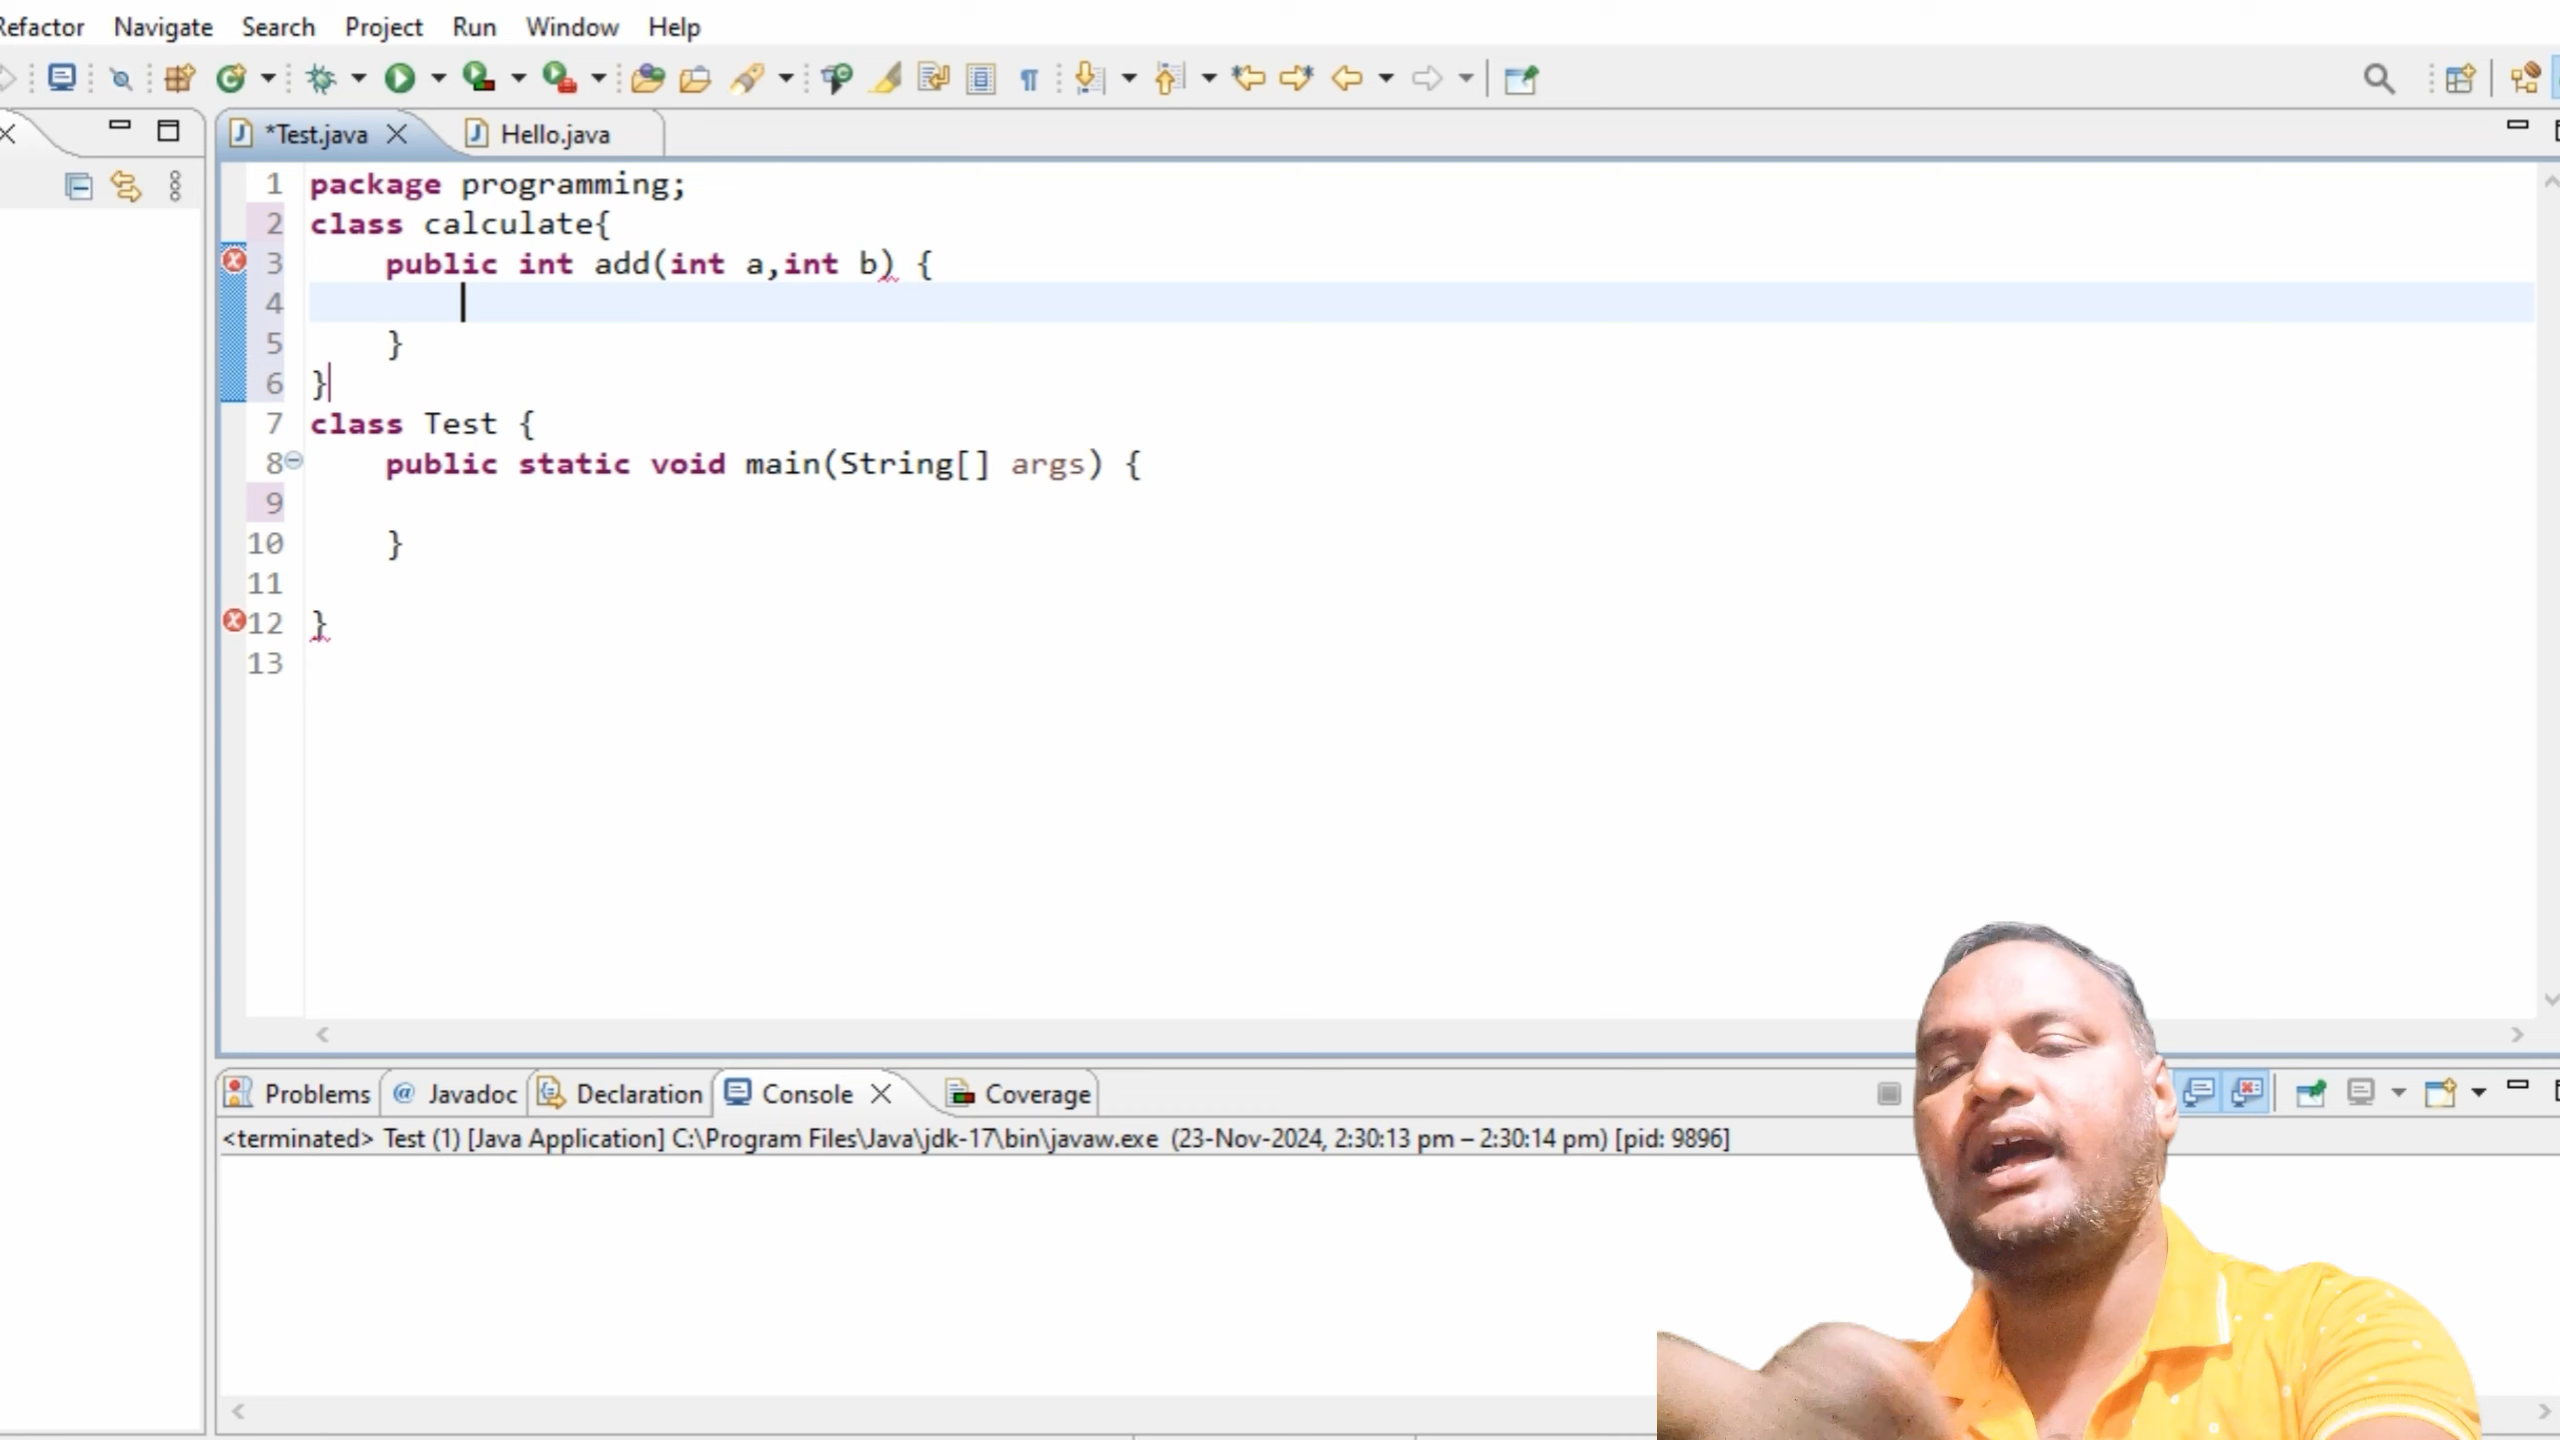 Refactor Navigate Search Project Run Window Help
*Test.java Hello.java
1 package programming;
2 class calculate{
3 public int add(int a,int b) {
4
5 }
6 }
7 class Test {
8 public static void main(String[] args) {
9
10 }
11
12 }
13
Problems @ Javadoc Declaration Console Coverage
<terminated> Test (1) [Java Application] C:\Program Files\Java\jdk-17\bin\javaw.exe (23-Nov-2024, 2:30:13 pm – 2:30:14 pm) [pid: 9896]